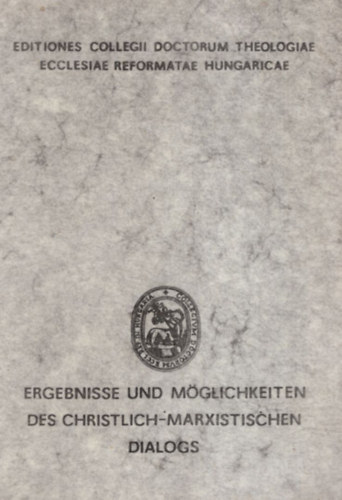 EDITIONES COLLEGII DOCTORUM THEOLOGIAE
ECCLESIAE REFORMATAE HUNGARICAE
ERGEBNISSE UND MÖGLICHKEITEN
DES CHRISTLICH-MARXISTISCHEN
DIALOGS